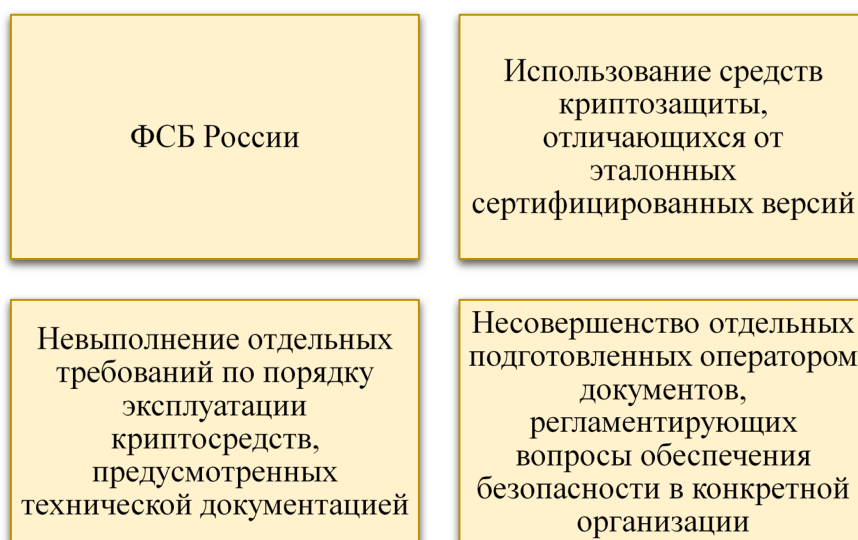 ФСБ России
Использование средств
криптозащиты,
отличающихся от
эталонных
сертифицированных версий
Невыполнение отдельных
требований по порядку
эксплуатации
криптосредств,
предусмотренных
технической документацией
Несовершенство отдельных
подготовленных оператором
документов,
регламентирующих
вопросы обеспечения
безопасности в конкретной
организации